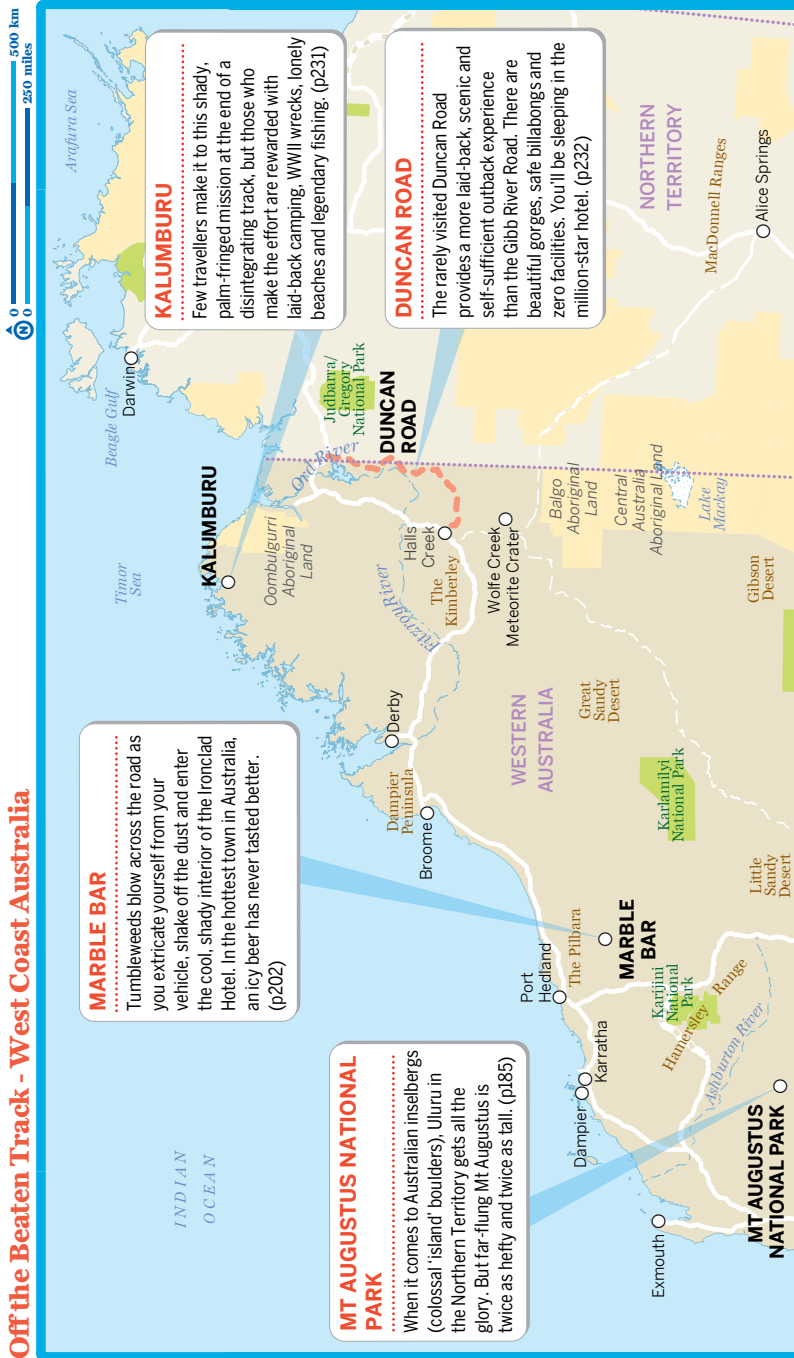 Off the Beaten Track - West Coast Australia
0 500 km
0 250 miles
N
MARBLE BAR
Tumbleweeds blow across the road as
you extricate yourself from your
vehicle, shake off the dust and enter
the cool, shady interior of the Ironclad
Hotel. In the hottest town in Australia,
an icy beer has never tasted better.
(p202)
KALUMBURU
Few travellers make it to this shady,
palm-fringed mission at the end of a
disintegrating track, but those who
make the effort are rewarded with
laid-back camping, WWII wrecks, lonely
beaches and legendary fishing. (p231)
MT AUGUSTUS NATIONAL
PARK
When it comes to Australian inselbergs
(colossal ‘island’ boulders), Uluru in
the Northern Territory gets all the
glory. But far-flung Mt Augustus is
twice as hefty and twice as tall. (p185)
DUNCAN ROAD
The rarely visited Duncan Road
provides a more laid-back, scenic and
self-sufficient outback experience
than the Gibb River Road. There are
beautiful gorges, safe billabongs and
zero facilities. You’ll be sleeping in the
million-star hotel. (p232)
INDIAN
OCEAN
Timor
Sea
Beagle Gulf
Arafura Sea
Darwin
KALUMBURU
Oombulgurri
Aboriginal
Land
Ord River
Judbarra/
Gregory
National Park
DUNCAN
ROAD
Halls
Creek
The
Kimberley
Fitzroy River
Wolfe Creek
Meteorite Crater
Balgo
Aboriginal
Land
Central
Australia
Aboriginal Land
Lake
Mackay
Derby
Dampier
Peninsula
Broome
WESTERN
AUSTRALIA
Great
Sandy
Desert
Gibson
Desert
Karlamilyi
National Park
Little
Sandy
Desert
Port
Hedland
The Pilbara
MARBLE
BAR
Karijini
National
Park
Hamersley Range
Ashburton River
Dampier
Karratha
Exmouth
MT AUGUSTUS
NATIONAL PARK
NORTHERN
TERRITORY
MacDonnell Ranges
Alice Springs